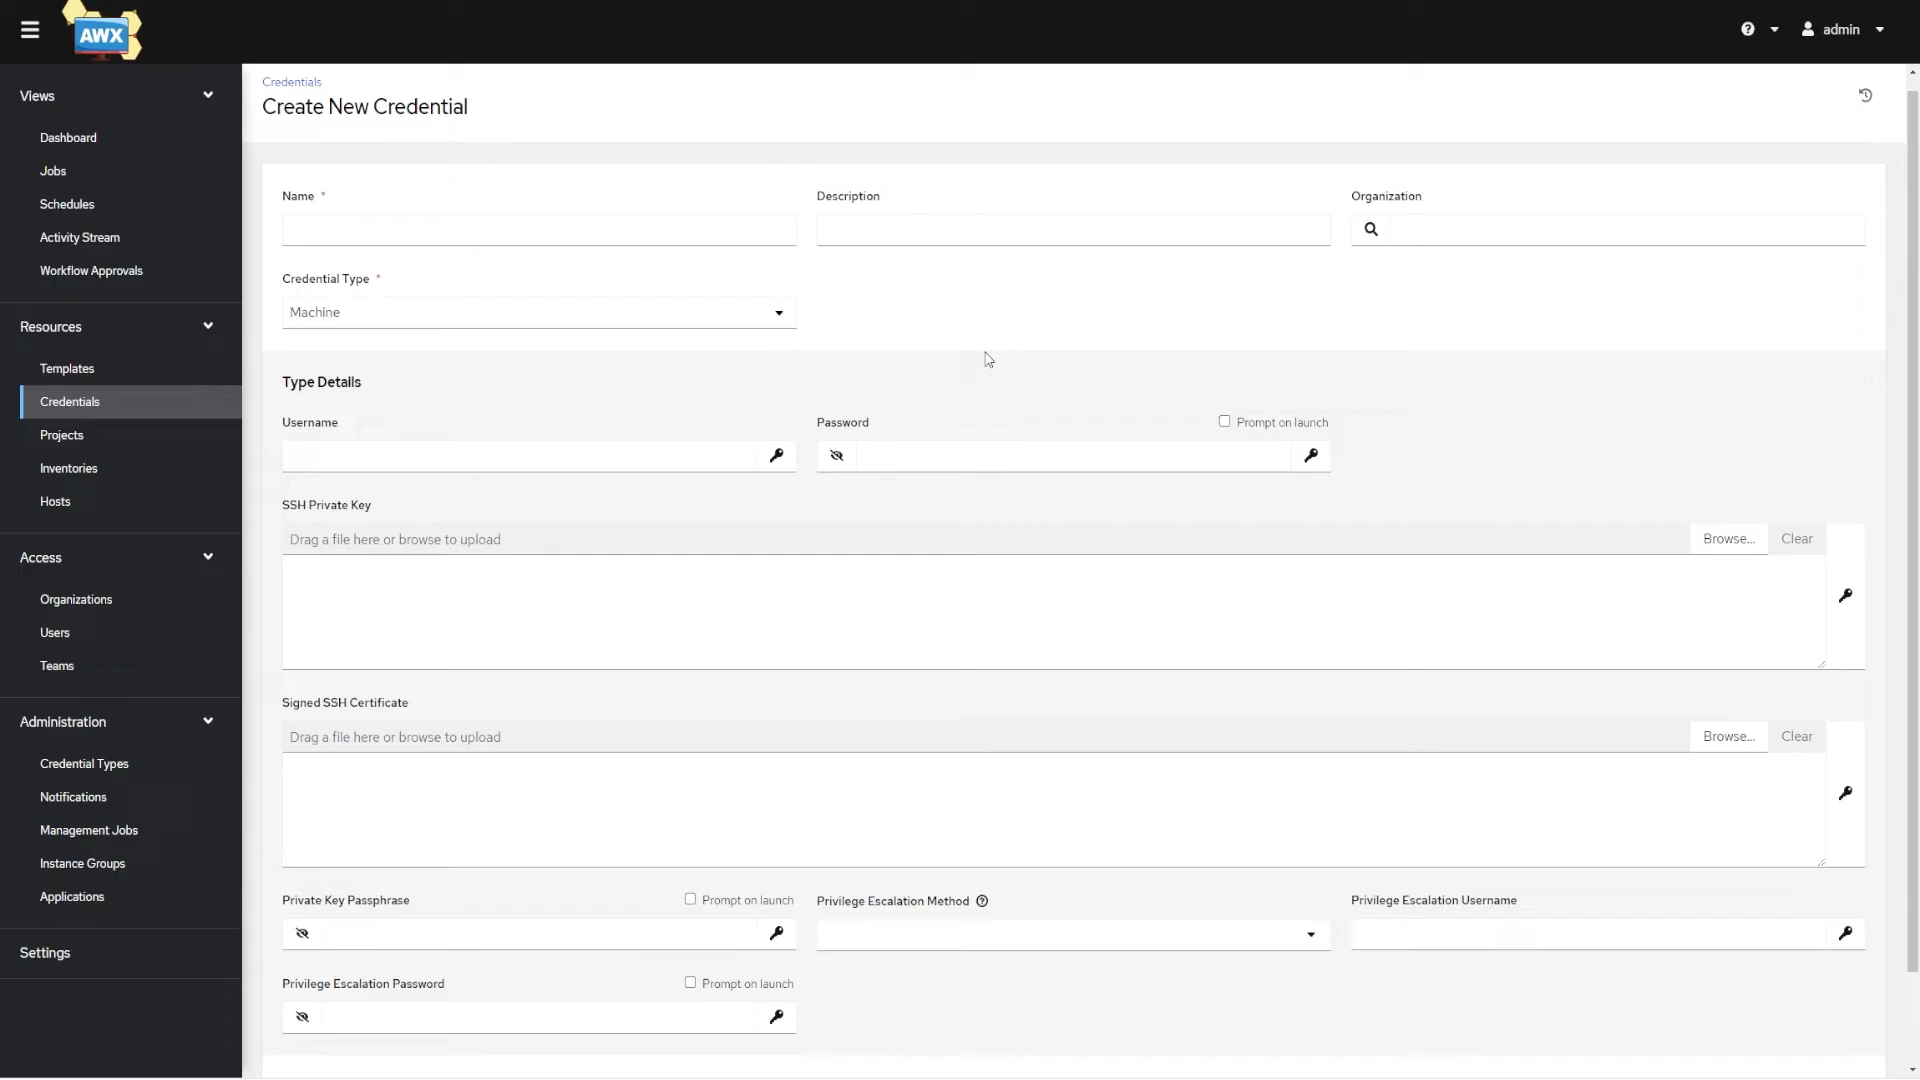 AWX
admin
Views
Dashboard
Jobs
Schedules
Activity Stream
Workflow Approvals
Resources
Templates
Credentials
Projects
Inventories
Hosts
Access
Organizations
Users
Teams
Administration
Credential Types
Notifications
Management Jobs
Instance Groups
Applications
Settings
Credentials
Create New Credential
Name *
Description
Organization
Credential Type *
Machine
Type Details
Username
Password
Prompt on launch
SSH Private Key
Drag a file here or browse to upload
Browse...
Clear
Signed SSH Certificate
Drag a file here or browse to upload
Browse...
Clear
Private Key Passphrase
Prompt on launch
Privilege Escalation Method
Privilege Escalation Username
Privilege Escalation Password
Prompt on launch